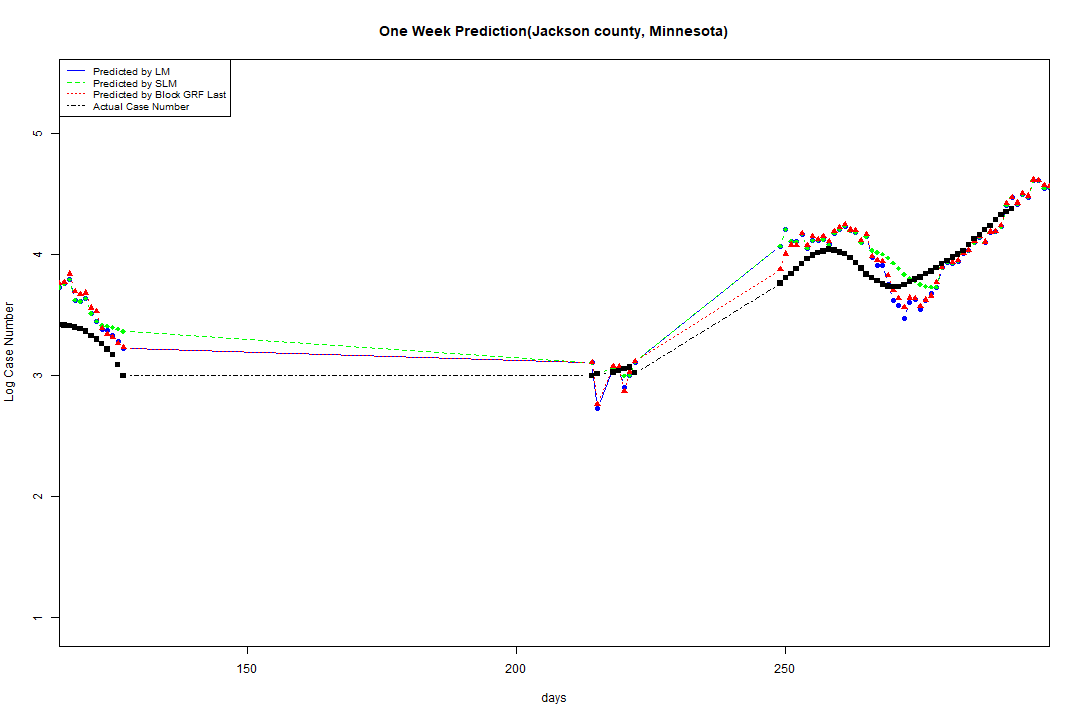 One Week Prediction(Jackson county, Minnesota)
Predicted by LM
Predicted by SLM
Predicted by Block GRF Last
Actual Case Number
Log Case Number
5
4
3
2
1
150
200
250
days